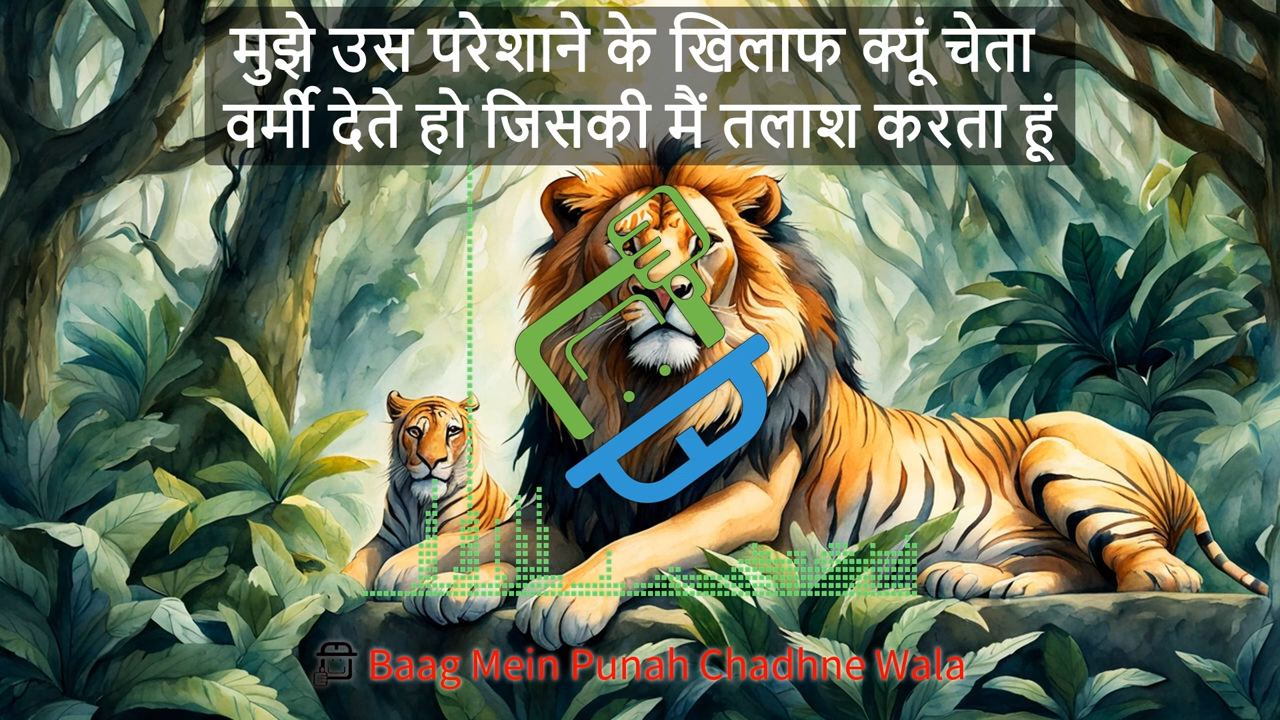 मुझे उस परेशाने के खिलाफ क्यूं चेता
वर्मी देते हो जिसकी मैं तलाश करता हूं
Baag Mein Punah Chadhne Wala